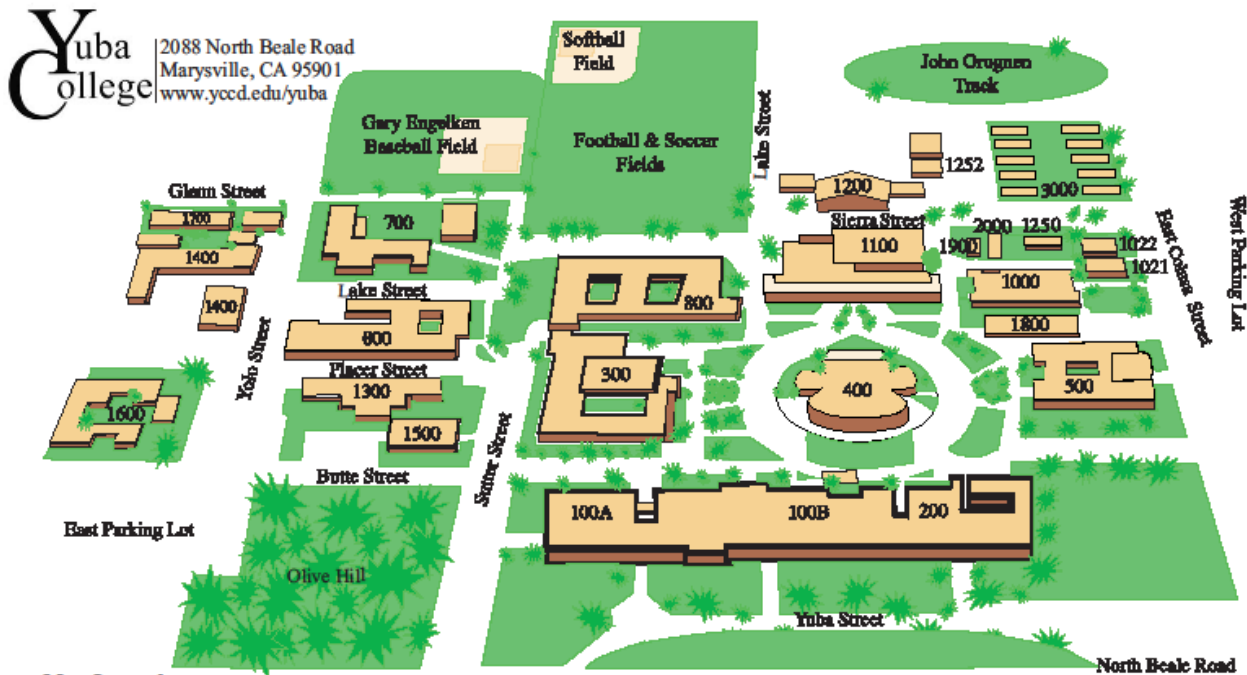 Yuba
College
2088 North Beale Road
Marysville, CA 95901
www.yccd.edu/yuba
Softball
Field
John Orugnen
Track
Gary Engelken
Baseball Field
Football & Soccer
Fields
Lake Street
1252
1200
3000
Glenn Street
1700
700
Sierra Street
2000
1250
1900
1100
1022
1021
East Colusa Street
West Parking Lot
1400
1400
Lake Street
800
800
1000
1800
Yolo Street
Placer Street
1300
300
400
500
1600
1500
Butte Street
Sutter Street
100A
100B
200
East Parking Lot
Olive Hill
Yuba Street
North Beale Road